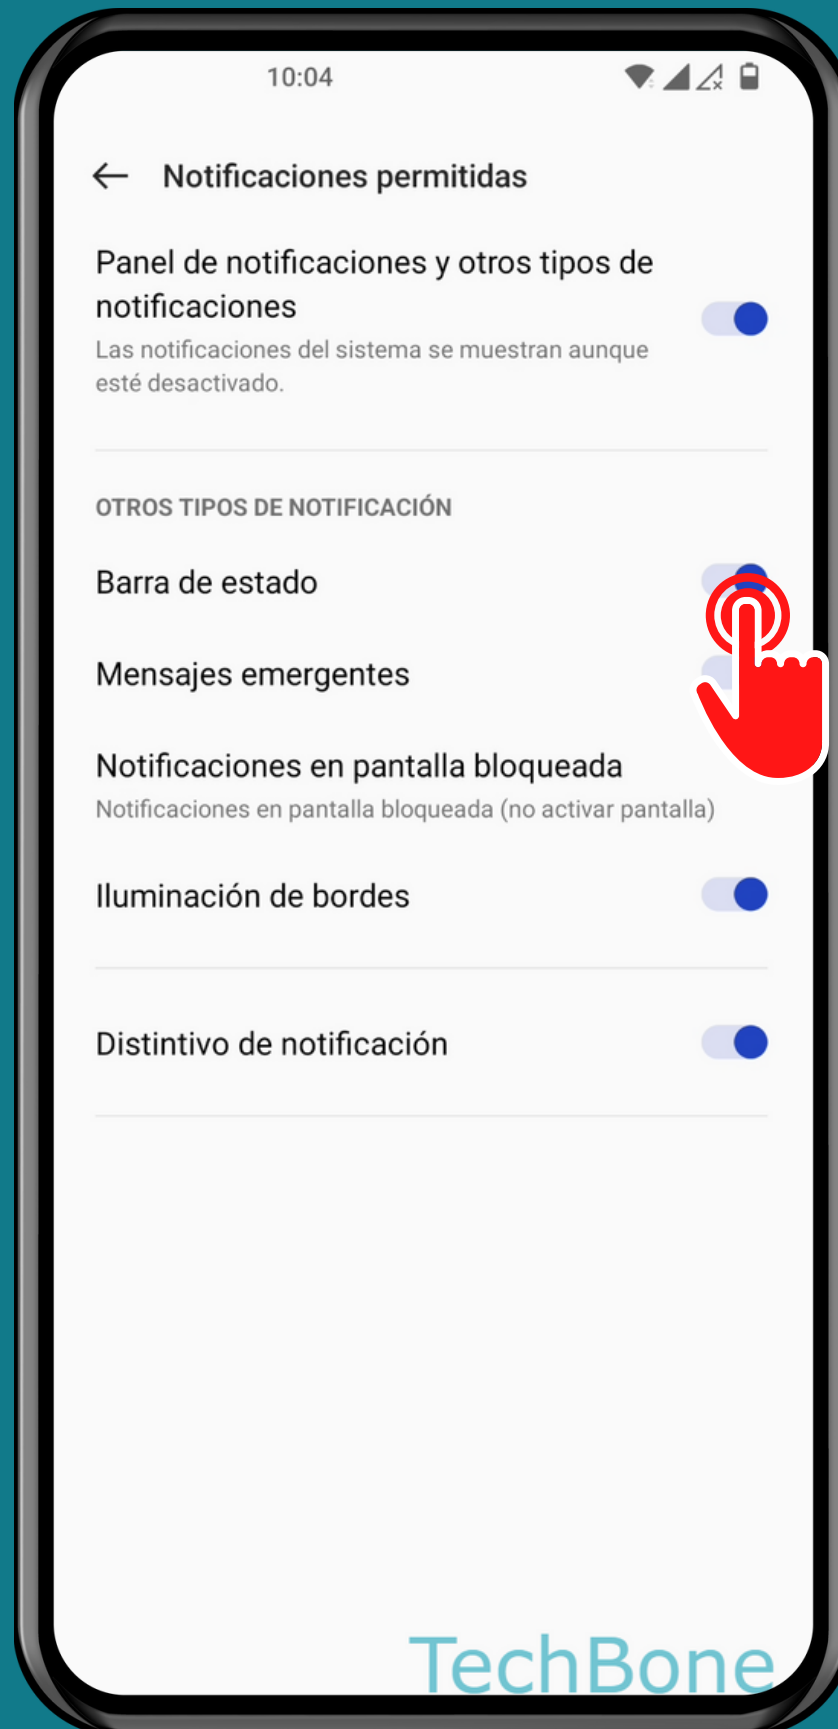 10:04
Notificaciones permitidas
Panel de notificaciones y otros tipos de
notificaciones
Las notificaciones del sistema se muestran aunque
esté desactivado.
OTROS TIPOS DE NOTIFICACIÓN
Barra de estado
Mensajes emergentes
Notificaciones en pantalla bloqueada
Notificaciones en pantalla bloqueada (no activar pantalla)
Iluminación de bordes
Distintivo de notificación
TechBone